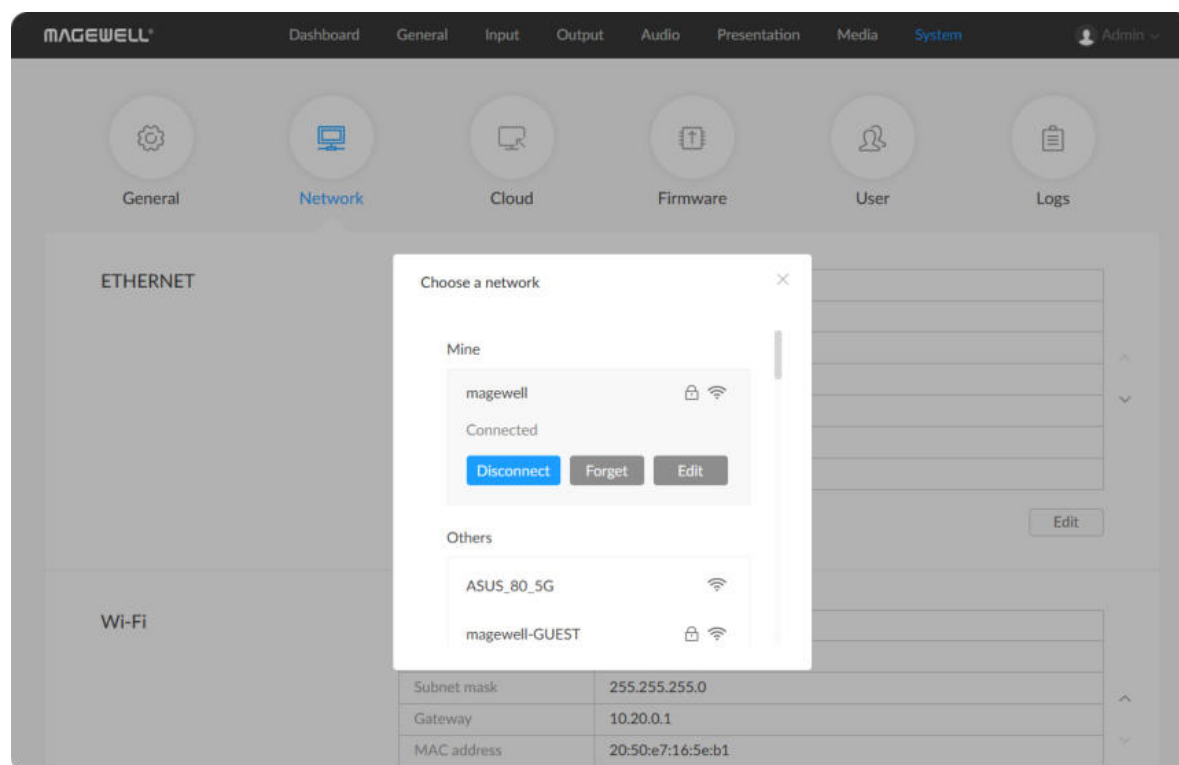 MAGEWELL®
Dashboard General Input Output Audio Presentation Media System Admin
General Network Cloud Firmware User Logs
ETHERNET
Choose a network
Mine
magewell
Connected
Disconnect Forget Edit
Edit
Others
ASUS_80_5G
magewell-GUEST
Wi-Fi
Subnet mask 255.255.255.0
Gateway 10.20.0.1
MAC address 20:50:e7:16:5e:b1